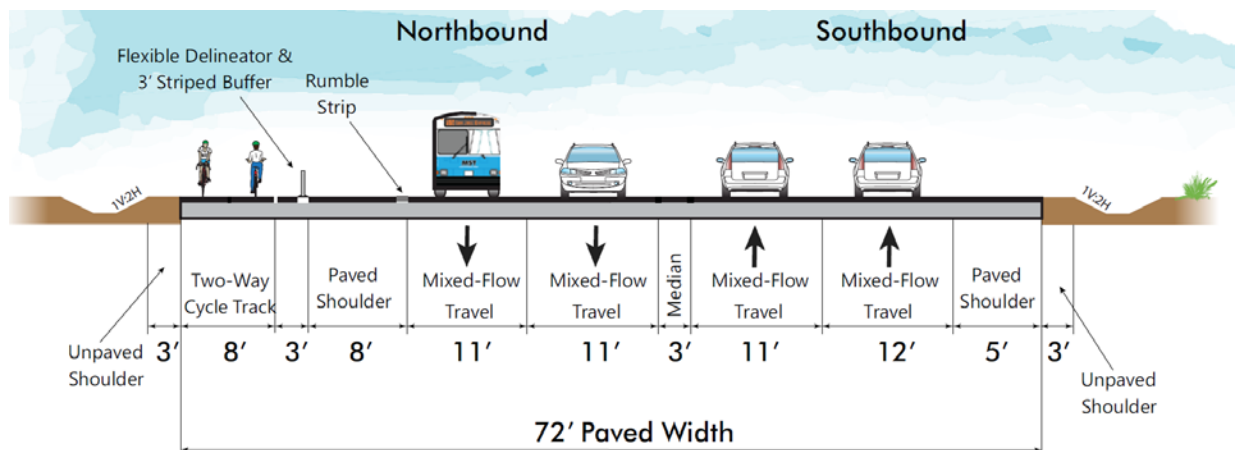 Northbound
Southbound
Flexible Delineator &
3’ Striped Buffer
Rumble
Strip
MST
1V:2H
1V:2H
Two-Way
Cycle Track
Paved
Shoulder
Mixed-Flow
Travel
Mixed-Flow
Travel
Median
Mixed-Flow
Travel
Mixed-Flow
Travel
Paved
Shoulder
Unpaved
Shoulder
3’
8’
3’
8’
11’
11’
3’
11’
12’
5’
3’
Unpaved
Shoulder
72’ Paved Width